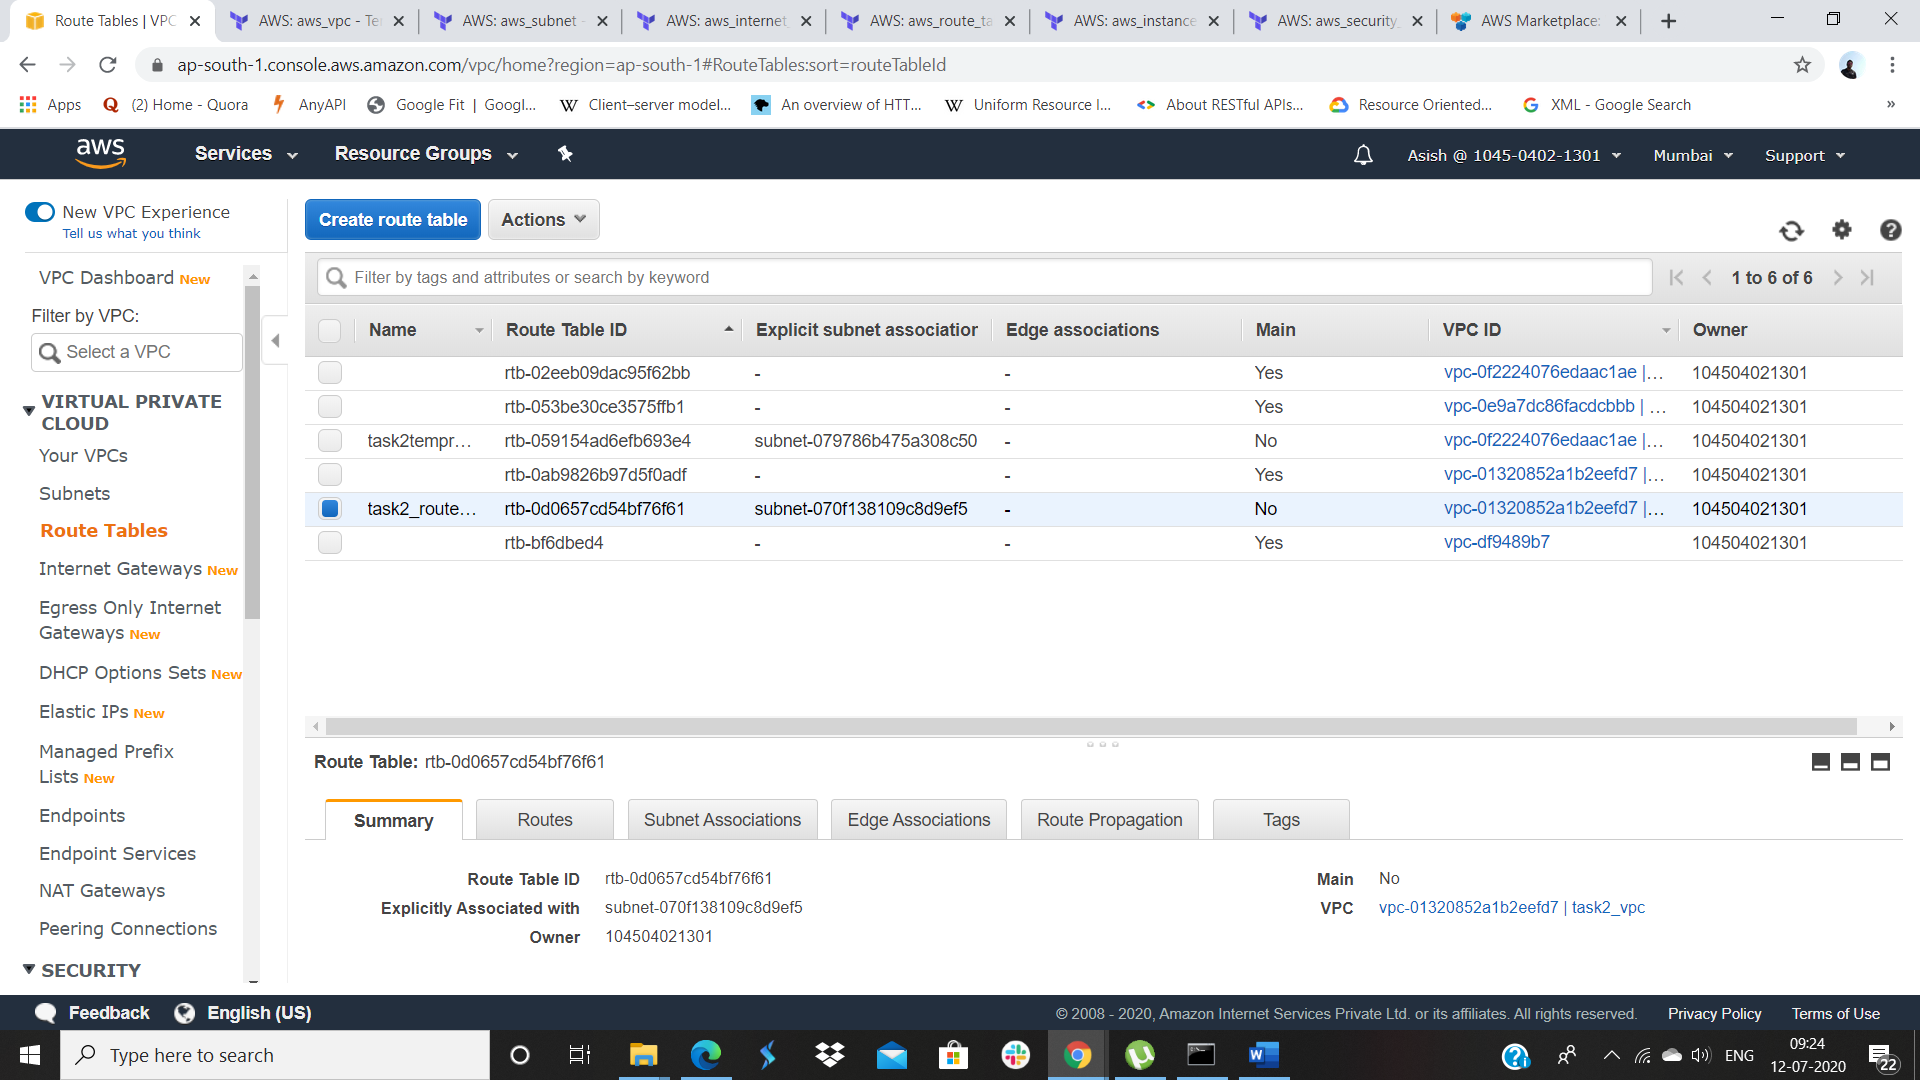 Route Tables | VPC
AWS: aws_vpc - Te
AWS: aws_subnet -
AWS: aws_internet_
AWS: aws_route_ta
AWS: aws_instance
AWS: aws_security_
AWS Marketplace:
ap-south-1.console.aws.amazon.com/vpc/home?region=ap-south-1#RouteTables:sort=routeTableId
Apps
(2) Home - Quora
AnyAPI
Google Fit | Googl...
Client–server model...
An overview of HTT...
Uniform Resource I...
About RESTful APIs...
Resource Oriented...
XML - Google Search
»
aws
Services
Resource Groups
Asish @ 1045-0402-1301
Mumbai
Support
New VPC Experience
Tell us what you think
VPC Dashboard New
Filter by VPC:
Select a VPC
VIRTUAL PRIVATE
CLOUD
Your VPCs
Subnets
Route Tables
Internet Gateways New
Egress Only Internet
Gateways New
DHCP Options Sets New
Elastic IPs New
Managed Prefix
Lists New
Endpoints
Endpoint Services
NAT Gateways
Peering Connections
SECURITY
Create route table
Actions
Filter by tags and attributes or search by keyword
1 to 6 of 6
Name Route Table ID Explicit subnet association Edge associations Main VPC ID Owner
rtb-02eeb09dac95f62bb - - Yes vpc-0f2224076edaac1ae |... 104504021301
rtb-053be30ce3575ffb1 - - Yes vpc-0e9a7dc86facdcbbb | ... 104504021301
task2tempr... rtb-059154ad6efb693e4 subnet-079786b475a308c50 - No vpc-0f2224076edaac1ae |... 104504021301
rtb-0ab9826b97d5f0adf - - Yes vpc-01320852a1b2eefd7 |... 104504021301
task2_route... rtb-0d0657cd54bf76f61 subnet-070f138109c8d9ef5 - No vpc-01320852a1b2eefd7 |... 104504021301
rtb-bf6dbed4 - - Yes vpc-df9489b7 104504021301
Route Table: rtb-0d0657cd54bf76f61
Summary
Routes
Subnet Associations
Edge Associations
Route Propagation
Tags
Route Table ID rtb-0d0657cd54bf76f61
Explicitly Associated with subnet-070f138109c8d9ef5
Owner 104504021301
Main No
VPC vpc-01320852a1b2eefd7 | task2_vpc
Feedback
English (US)
© 2008 - 2020, Amazon Internet Services Private Ltd. or its affiliates. All rights reserved.
Privacy Policy
Terms of Use
Type here to search
ENG
09:24
12-07-2020
22